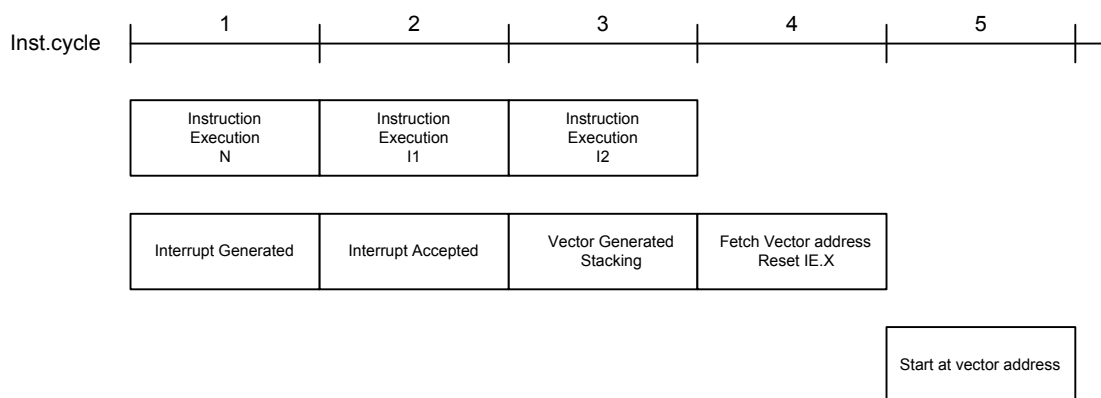 1 2 3 4 5
Inst.cycle
Instruction
Execution
N
Instruction
Execution
I1
Instruction
Execution
I2
Interrupt Generated
Interrupt Accepted
Vector Generated
Stacking
Fetch Vector address
Reset IE.X
Start at vector address